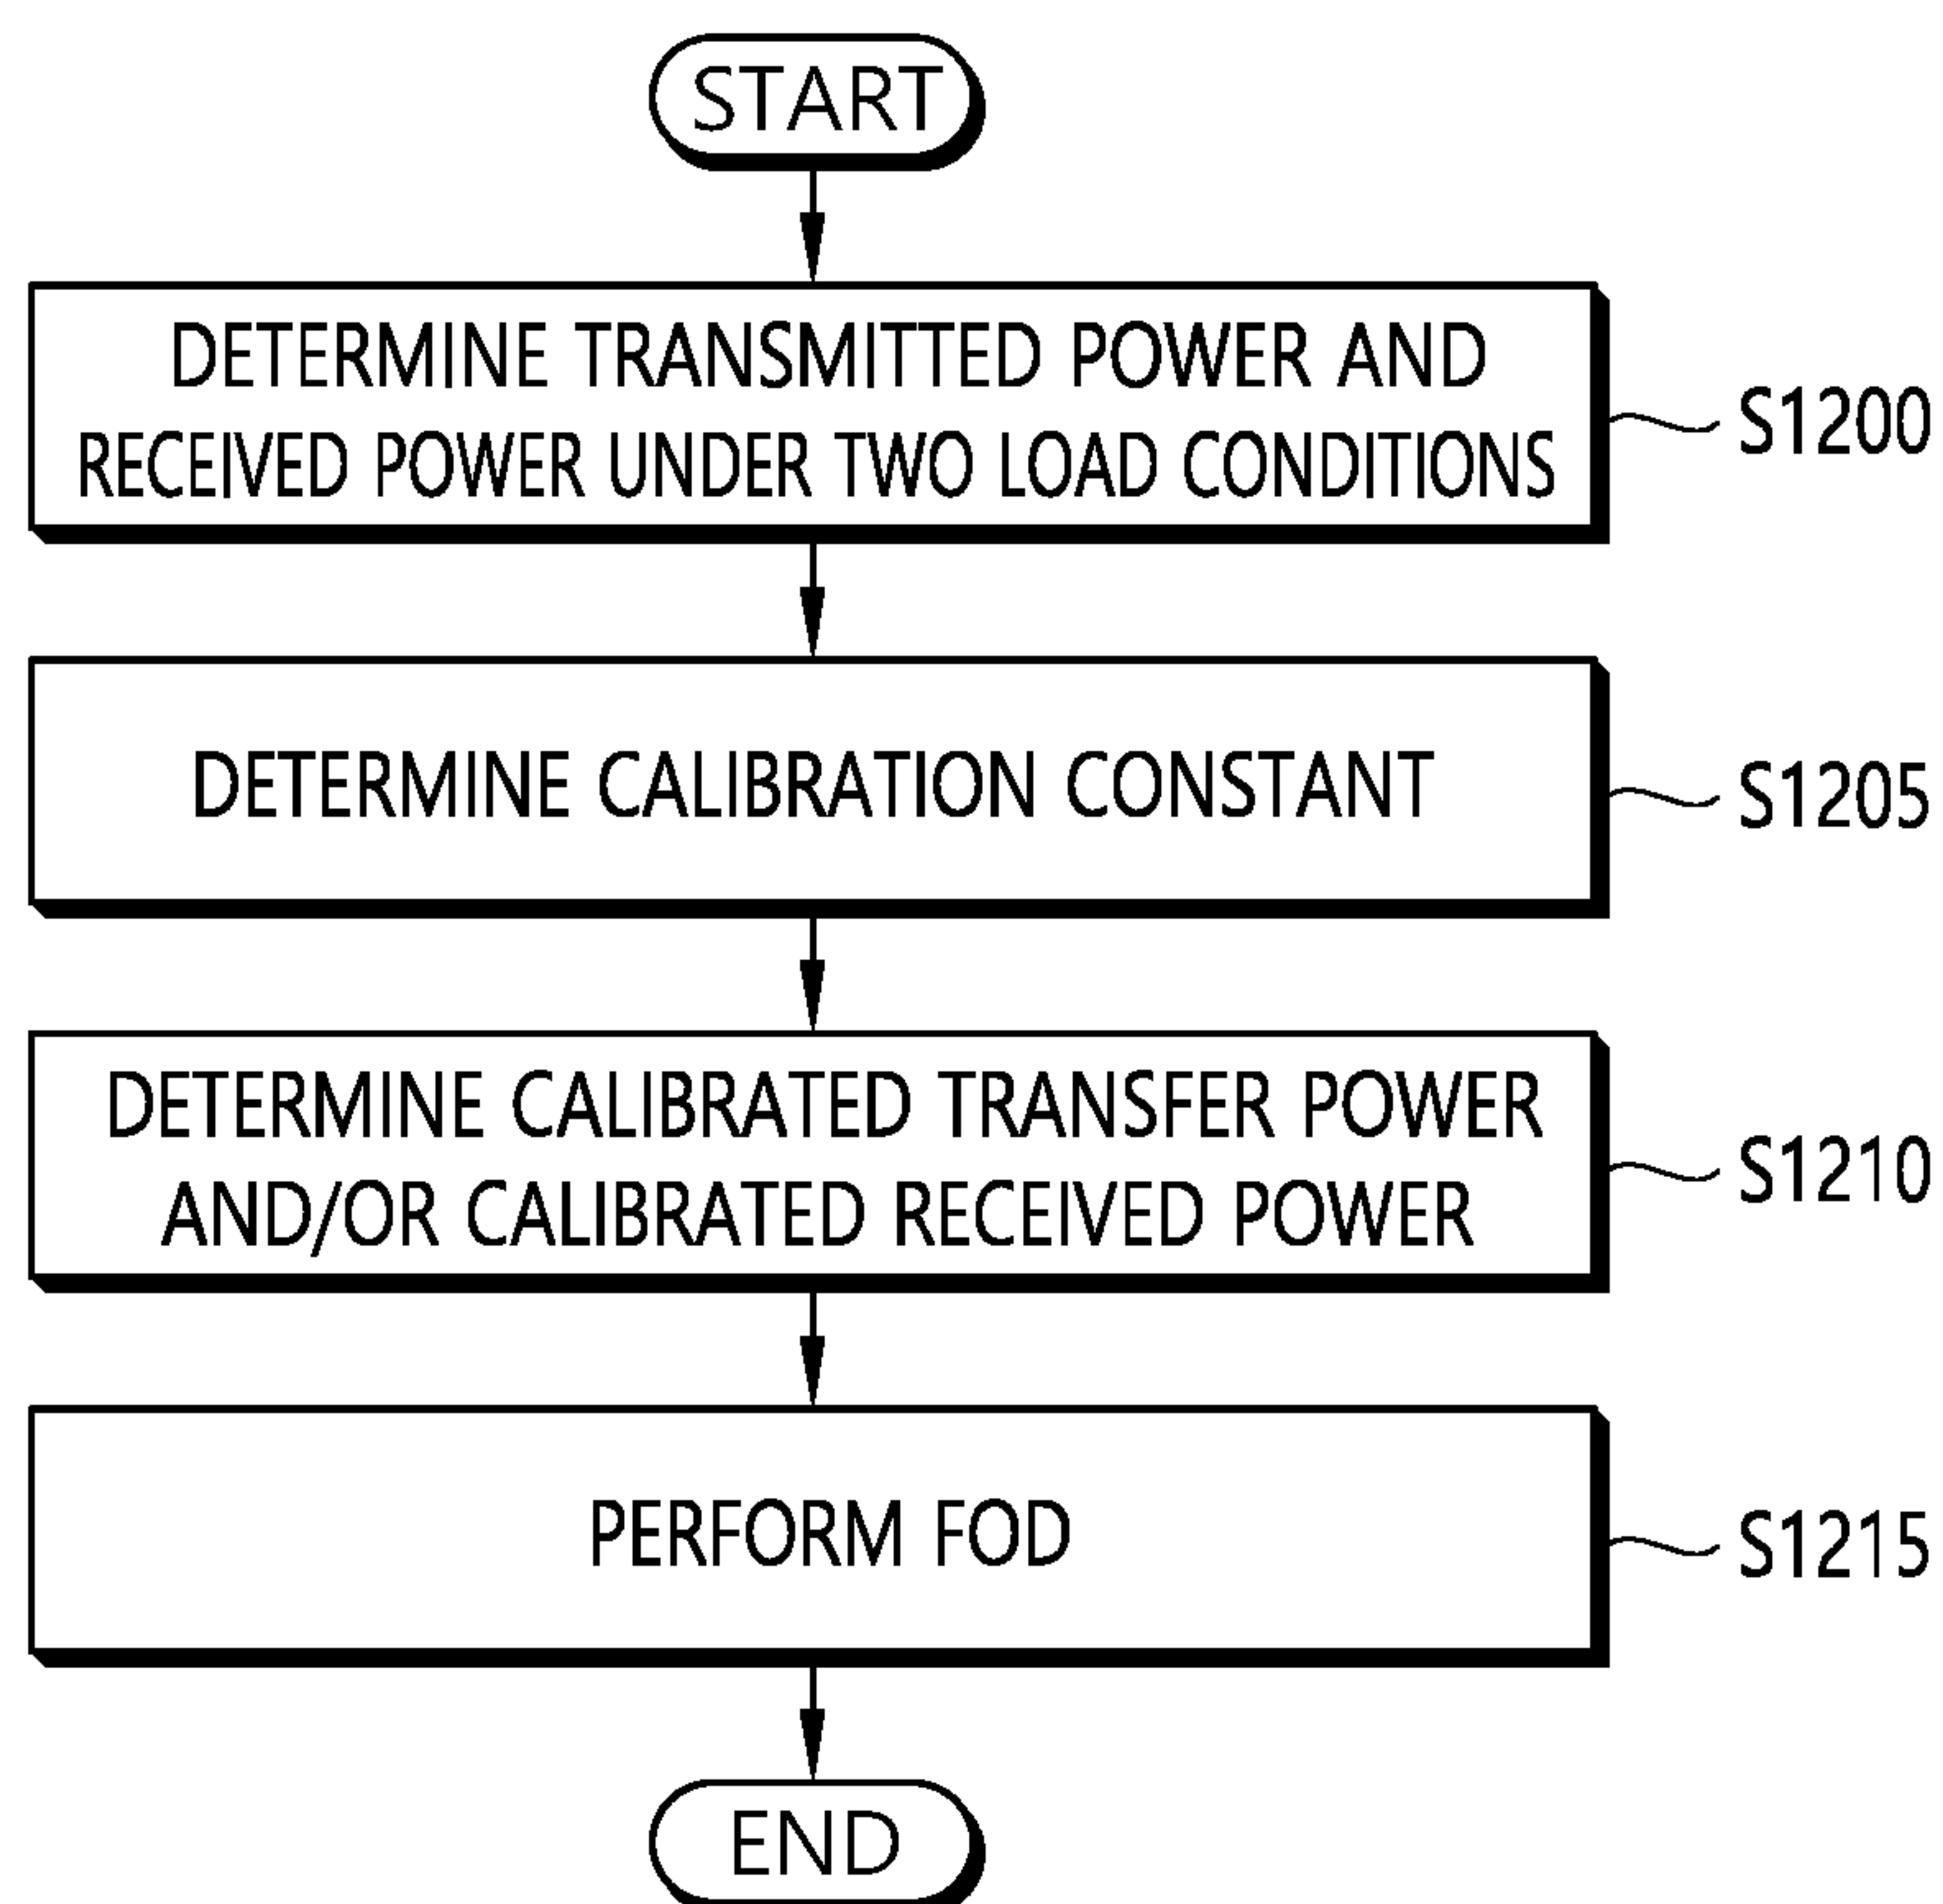 START
DETERMINE TRANSMITTED POWER AND
RECEIVED POWER UNDER TWO LOAD CONDITIONS
S1200
DETERMINE CALIBRATION CONSTANT
S1205
DETERMINE CALIBRATED TRANSFER POWER
AND/OR CALIBRATED RECEIVED POWER
S1210
PERFORM FOD
S1215
END